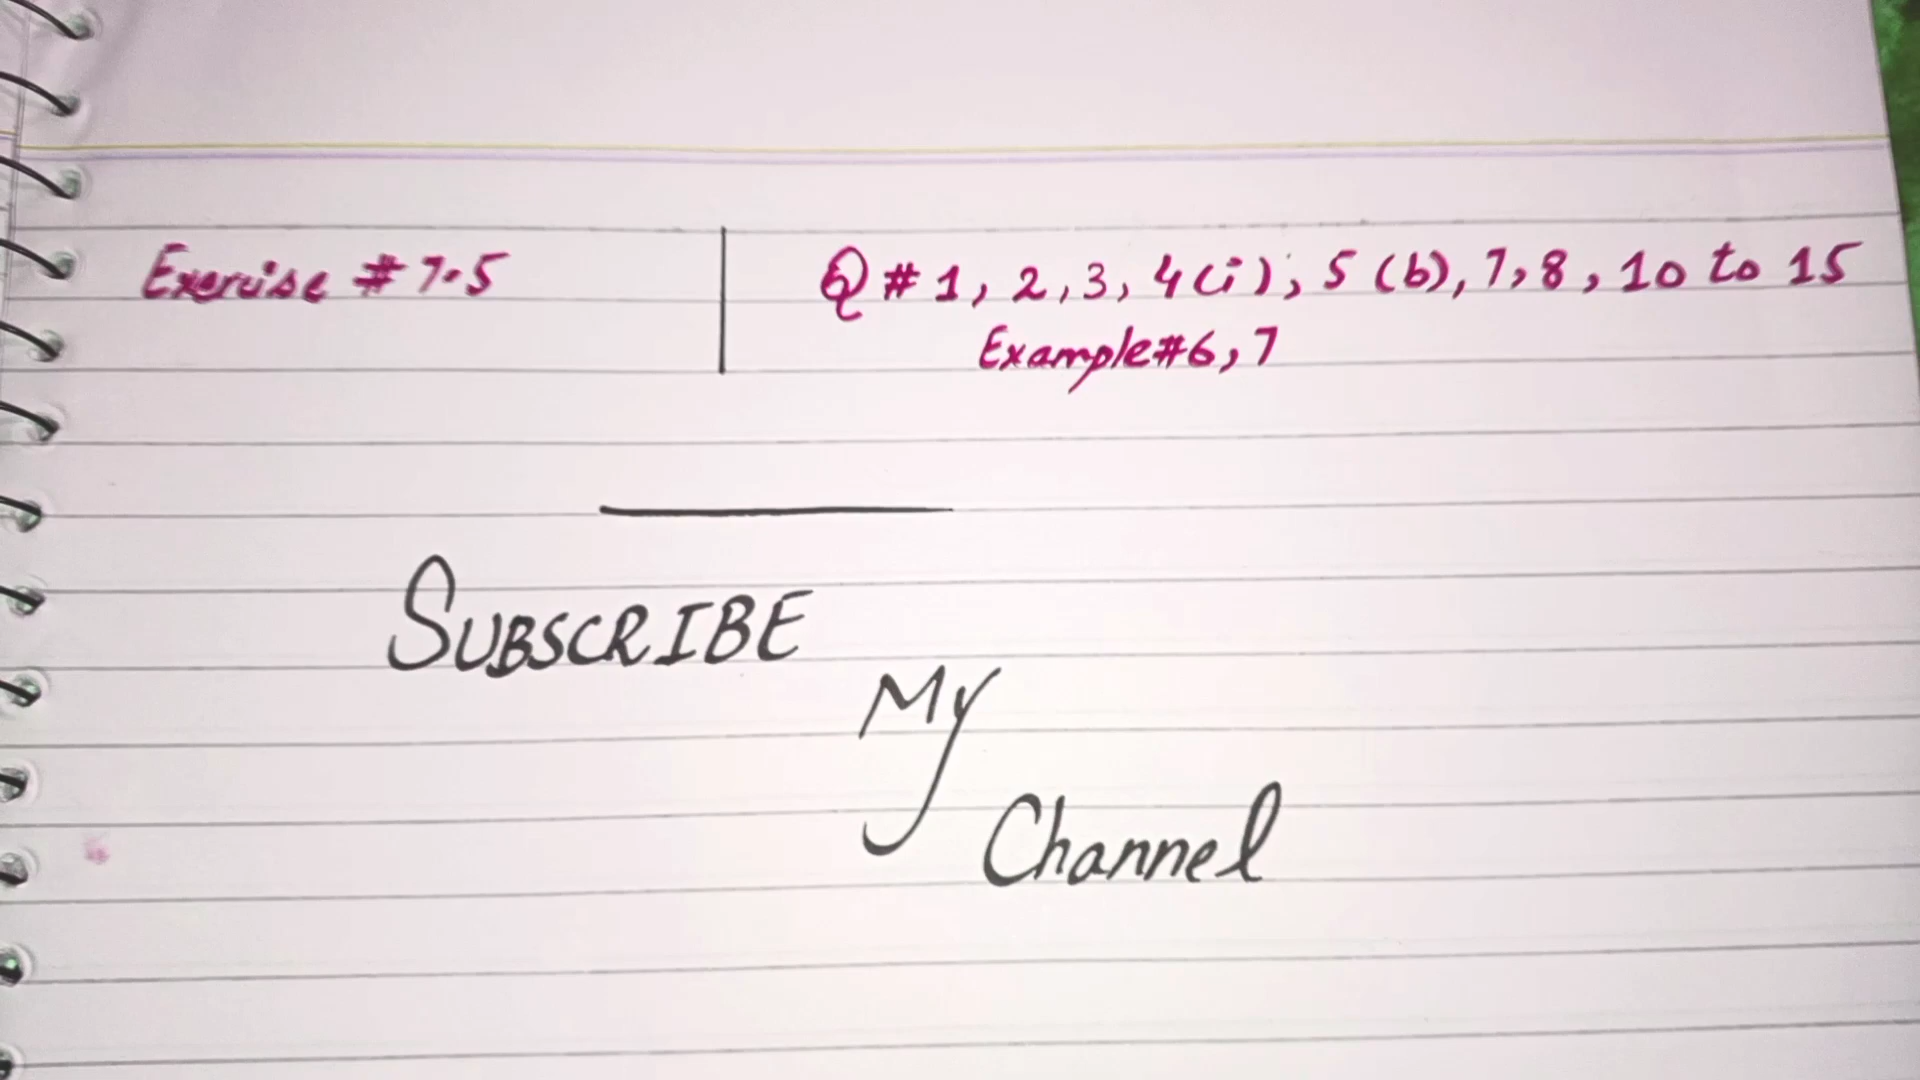 Exercise # 7.5
Q # 1, 2, 3, 4(i), 5(b), 7, 8, 10 to 15
Example # 6, 7
SUBSCRIBE
My
Channel